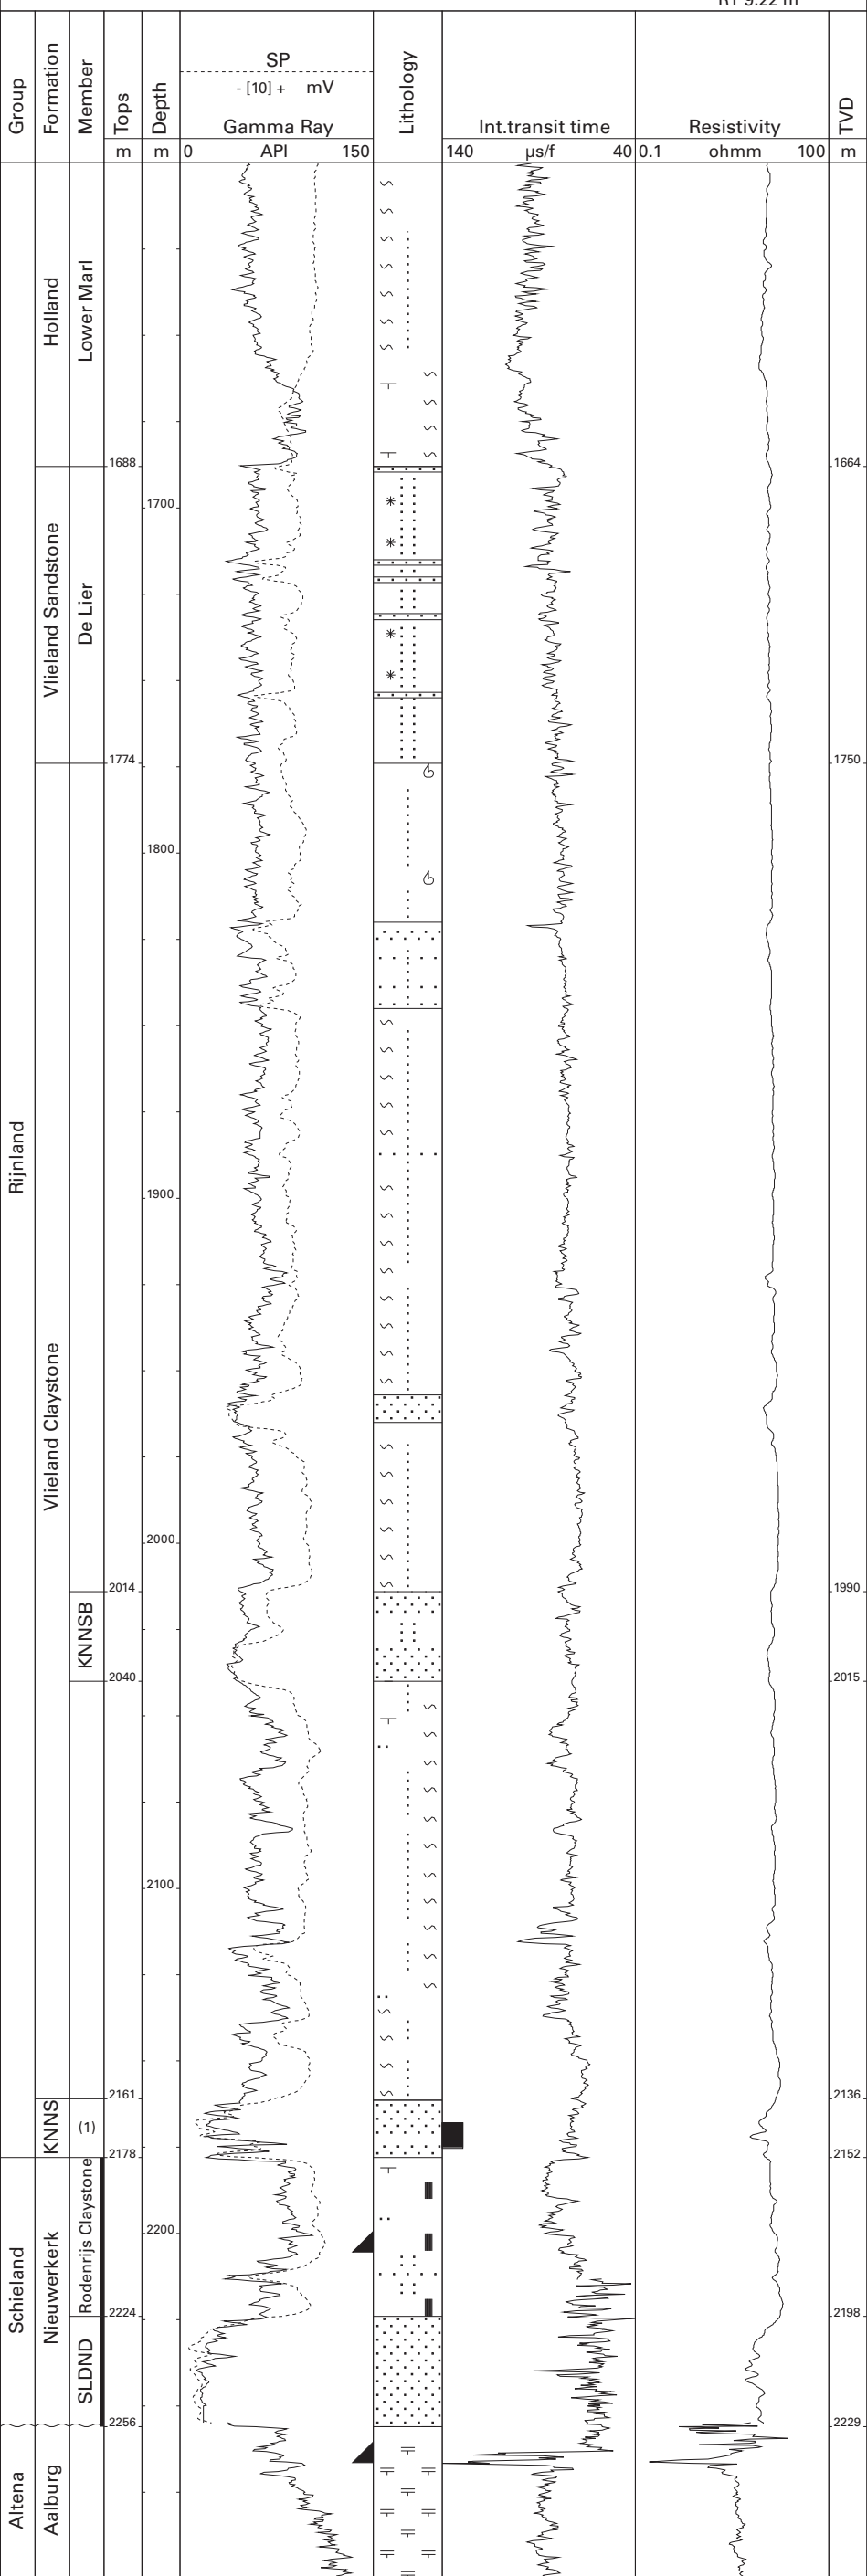 RT 9.22 m
Group
Formation
Member
Tops
Depth
SP
- [10] + mV
Gamma Ray
Lithology
Int.transit time
Resistivity
TVD
m
m
0 API 150
140 µs/f 40
0.1 ohmm 100
m
Holland
Lower Marl
1688
1664
1700
Vlieland Sandstone
De Lier
1774
1750
1800
Rijnland
1900
Vlieland Claystone
2000
2014
1990
KNNSB
2040
2015
2100
2161
2136
KNNS
(1)
2178
2152
Schieland
Nieuwerkerk
Rodenrijs Claystone
2200
2224
2198
SLDND
2256
2229
Altena
Aalburg